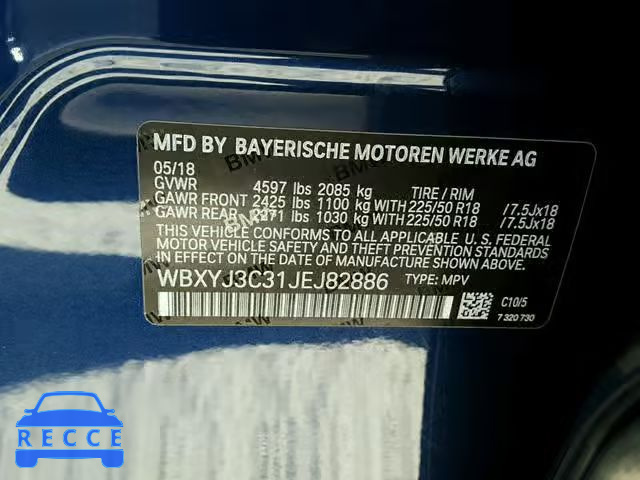 MFD BY BAYERISCHE MOTOREN WERKE AG
05/18
GVWR 4597 lbs 2085 kg TIRE / RIM
GAWR FRONT 2425 lbs 1100 kg WITH 225/50 R18 /7.5Jx18
GAWR REAR 2271 lbs 1030 kg WITH 225/50 R18 /7.5Jx18
THIS VEHICLE CONFORMS TO ALL APPLICABLE U.S. FEDERAL
MOTOR VEHICLE SAFETY AND THEFT PREVENTION STANDARDS
IN EFFECT ON THE DATE OF MANUFACTURE SHOWN ABOVE.
WBXYJ3C31JEJ82886 TYPE: MPV
C10/5
7 320 730
RECCE